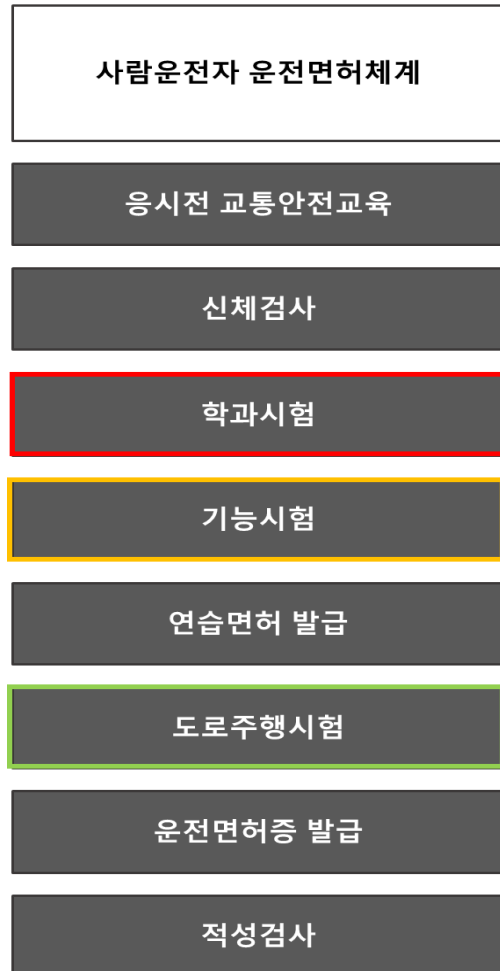 사람운전자 운전면허체계
응시전 교통안전교육
신체검사
학과시험
기능시험
연습면허 발급
도로주행시험
운전면허증 발급
적성검사